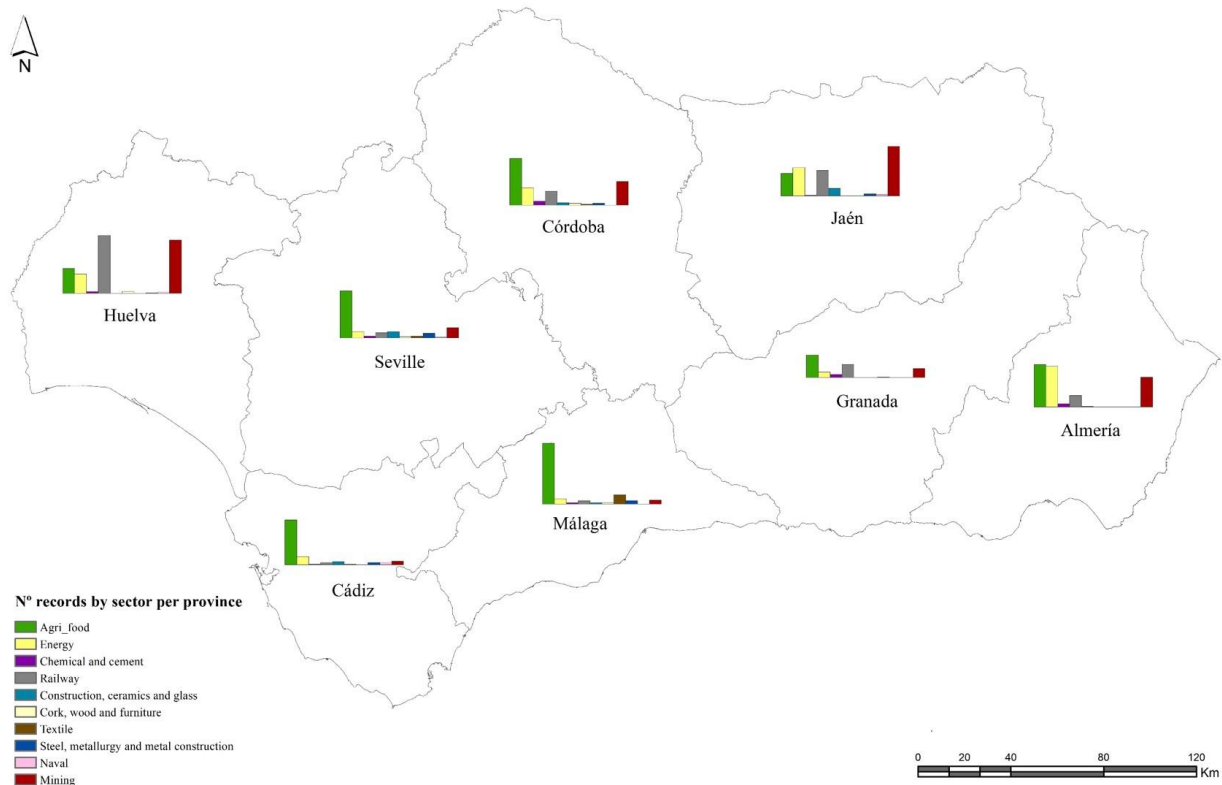 N
Córdoba
Jaén
Huelva
Seville
Granada
Almería
Málaga
Cádiz
Nº records by sector per province
Agri_food
Energy
Chemical and cement
Railway
Construction, ceramics and glass
Cork, wood and furniture
Textile
Steel, metallurgy and metal construction
Naval
Mining
0 20 40 80 120
Km